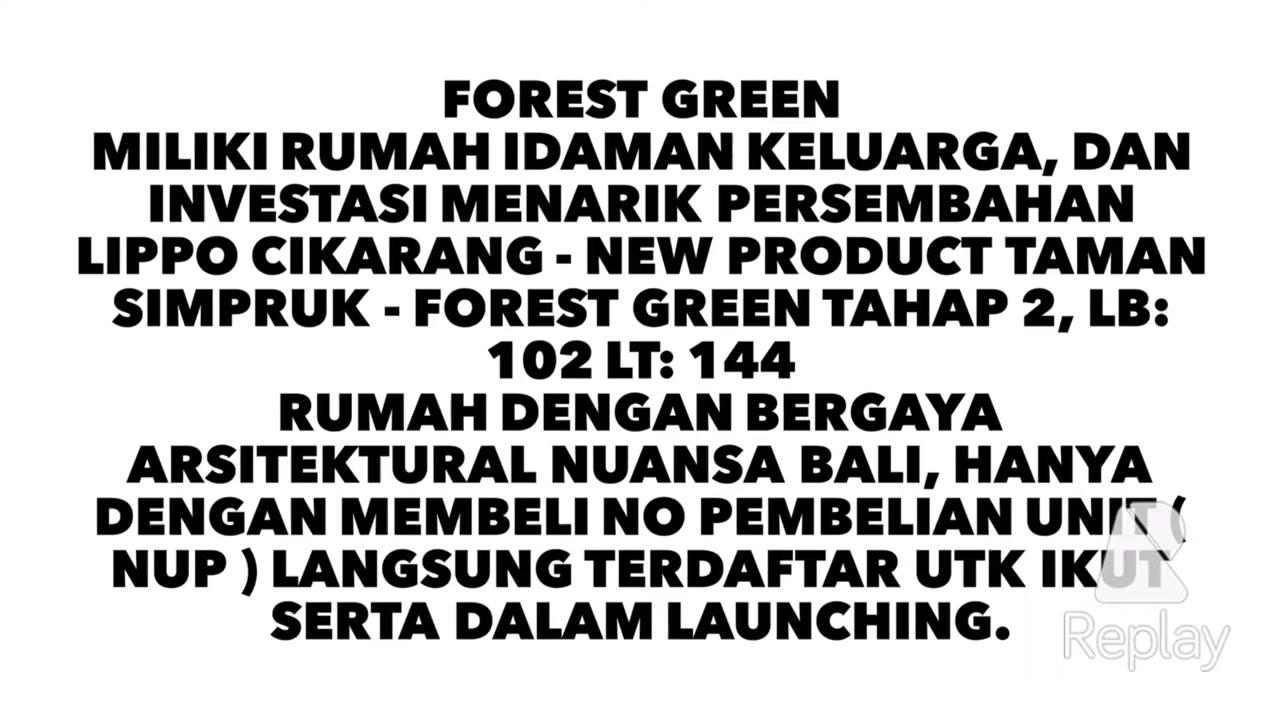 FOREST GREEN
MILIKI RUMAH IDAMAN KELUARGA, DAN
INVESTASI MENARIK PERSEMBAHAN
LIPPO CIKARANG - NEW PRODUCT TAMAN
SIMPRUK - FOREST GREEN TAHAP 2, LB:
102 LT: 144
RUMAH DENGAN BERGAYA
ARSITEKTURAL NUANSA BALI, HANYA
DENGAN MEMBELI NO PEMBELIAN UNIT (
NUP ) LANGSUNG TERDAFTAR UTK IKUT
SERTA DALAM LAUNCHING.
Replay